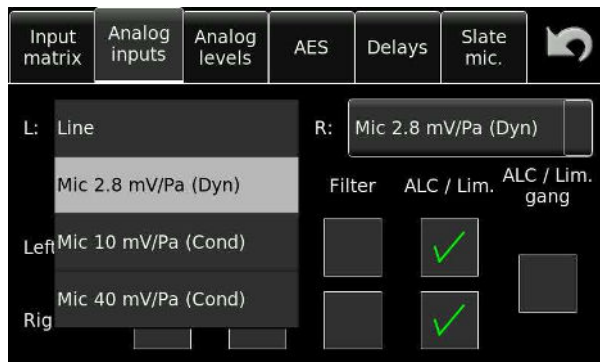 Input matrix
Analog inputs
Analog levels
AES
Delays
Slate mic.
L:
Line
R:
Mic 2.8 mV/Pa (Dyn)
Mic 2.8 mV/Pa (Dyn)
Filter
ALC / Lim.
ALC / Lim. gang
Left
Mic 10 mV/Pa (Cond)
Mic 40 mV/Pa (Cond)
Rig